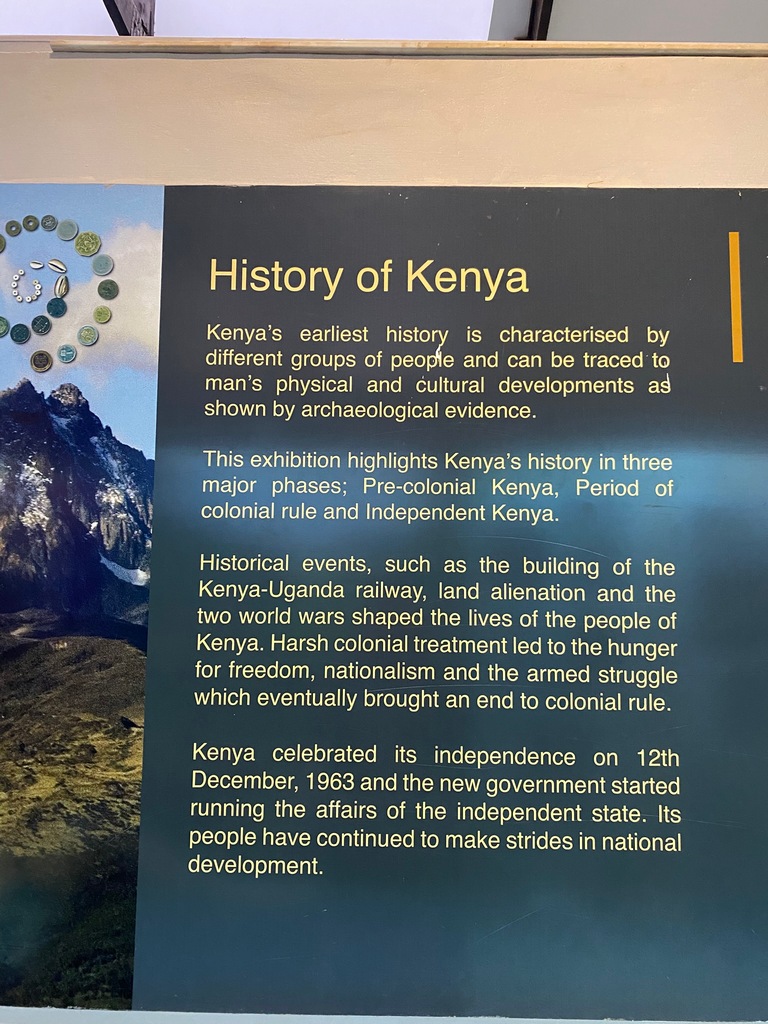 History of Kenya
Kenya's earliest history is characterised by
different groups of people and can be traced to
man's physical and cultural developments as
shown by archaeological evidence.
This exhibition highlights Kenya's history in three
major phases; Pre-colonial Kenya, Period of
colonial rule and Independent Kenya.
Historical events, such as the building of the
Kenya-Uganda railway, land alienation and the
two world wars shaped the lives of the people of
Kenya. Harsh colonial treatment led to the hunger
for freedom, nationalism and the armed struggle
which eventually brought an end to colonial rule.
Kenya celebrated its independence on 12th
December, 1963 and the new government started
running the affairs of the independent state. Its
people have continued to make strides in national
development.